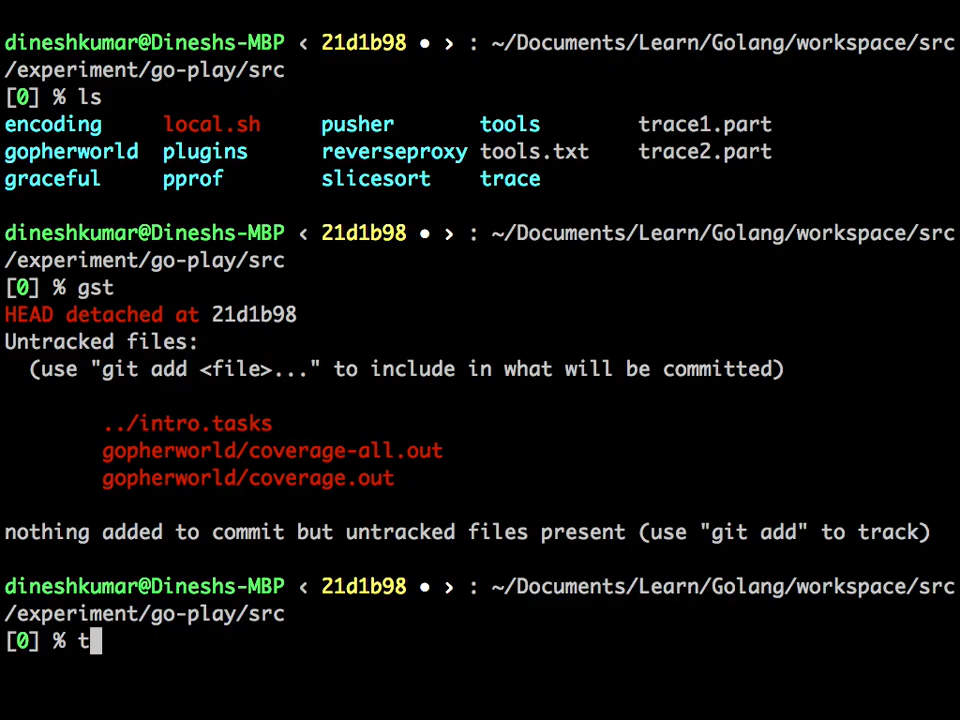 dineshkumar@Dineshs-MBP ‹ 21d1b98 • › : ~/Documents/Learn/Golang/workspace/src
/experiment/go-play/src
[0] % ls
encoding local.sh pusher tools trace1.part
gopherworld plugins reverseproxy tools.txt trace2.part
graceful pprof slicesort trace
dineshkumar@Dineshs-MBP ‹ 21d1b98 • › : ~/Documents/Learn/Golang/workspace/src
/experiment/go-play/src
[0] % gst
HEAD detached at 21d1b98
Untracked files:
(use "git add <file>..." to include in what will be committed)
../intro.tasks
gopherworld/coverage-all.out
gopherworld/coverage.out
nothing added to commit but untracked files present (use "git add" to track)
dineshkumar@Dineshs-MBP ‹ 21d1b98 • › : ~/Documents/Learn/Golang/workspace/src
/experiment/go-play/src
[0] % t